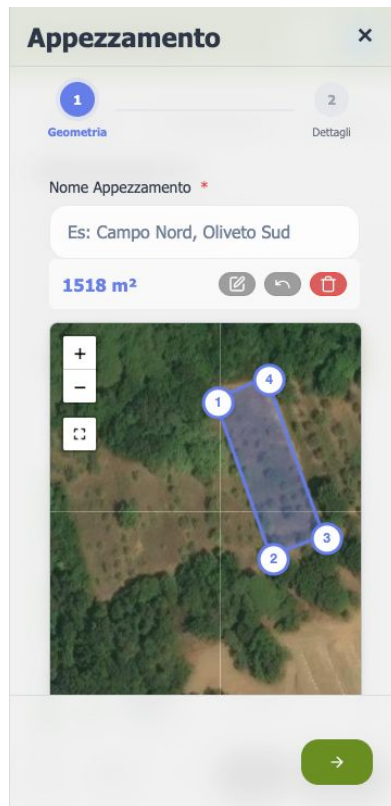 Appezzamento ×
1 2
Geometria Dettagli
Nome Appezzamento *
Es: Campo Nord, Oliveto Sud
1518 m²
+
−
4
1
3
2
→